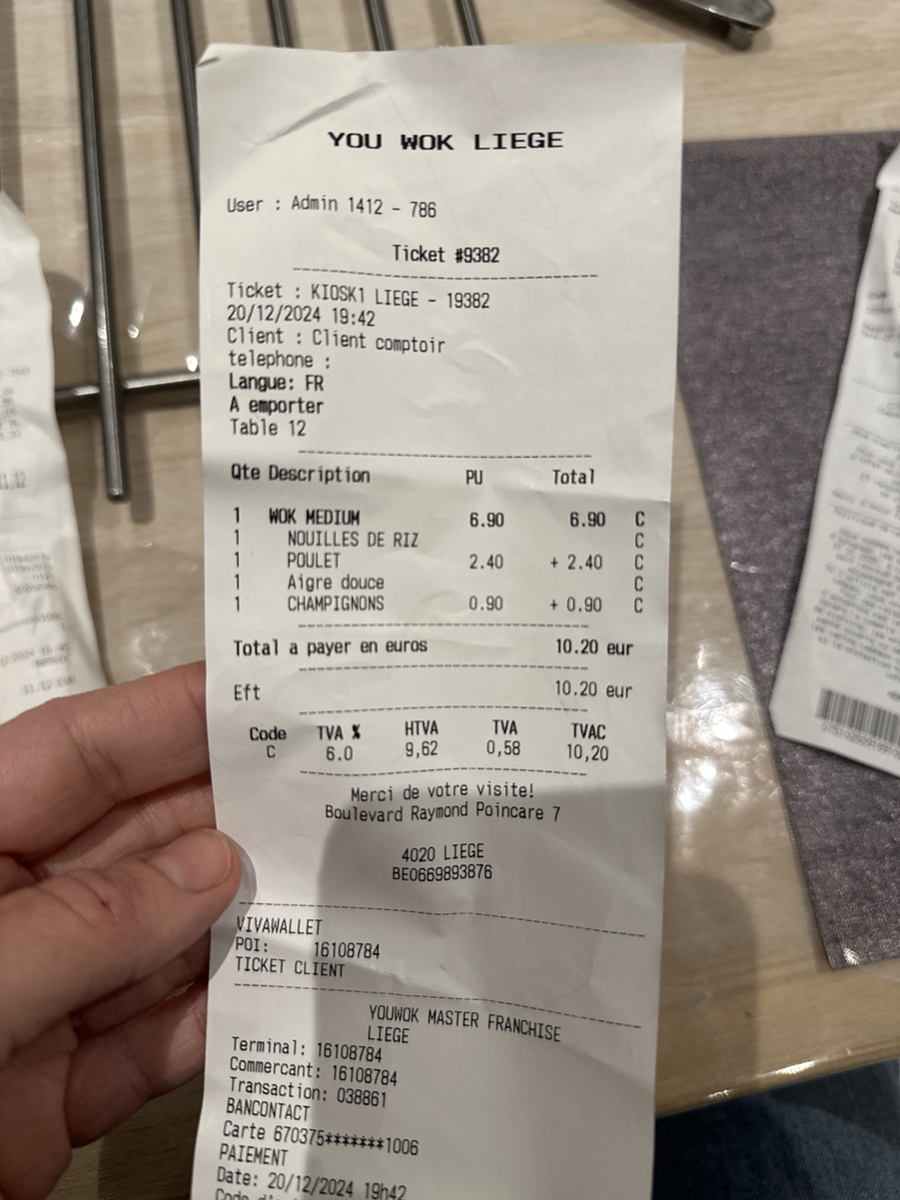 YOU WOK LIEGE
User : Admin 1412 - 786
Ticket #9382
Ticket : KIOSK1 LIEGE - 19382
20/12/2024 19:42
Client : Client comptoir
telephone :
Langue: FR
A emporter
Table 12
Qte Description PU Total
1 WOK MEDIUM 6.90 6.90 C
1 NOUILLES DE RIZ C
1 POULET 2.40 + 2.40 C
1 Aigre douce C
1 CHAMPIGNONS 0.90 + 0.90 C
Total a payer en euros 10.20 eur
Eft 10.20 eur
Code TVA % HTVA TVA TVAC
C 6.0 9,62 0,58 10,20
Merci de votre visite!
Boulevard Raymond Poincare 7
4020 LIEGE
BE0669893876
VIVAWALLET
POI: 16108784
TICKET CLIENT
YOUWOK MASTER FRANCHISE
LIEGE
Terminal: 16108784
Commercant: 16108784
Transaction: 038861
BANCONTACT
Carte 670375*******1006
PAIEMENT
Date: 20/12/2024 19h42